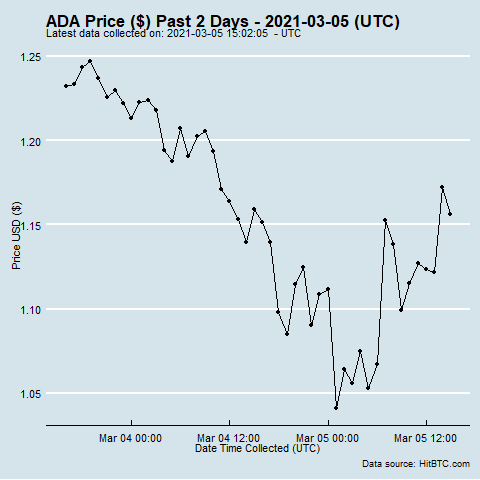 ADA Price ($) Past 2 Days - 2021-03-05 (UTC)
Latest data collected on: 2021-03-05 15:02:05 - UTC
1.25
1.20
1.15
1.10
1.05
Price USD ($)
Mar 04 00:00 Mar 04 12:00 Mar 05 00:00 Mar 05 12:00
Date Time Collected (UTC)
Data source: HitBTC.com